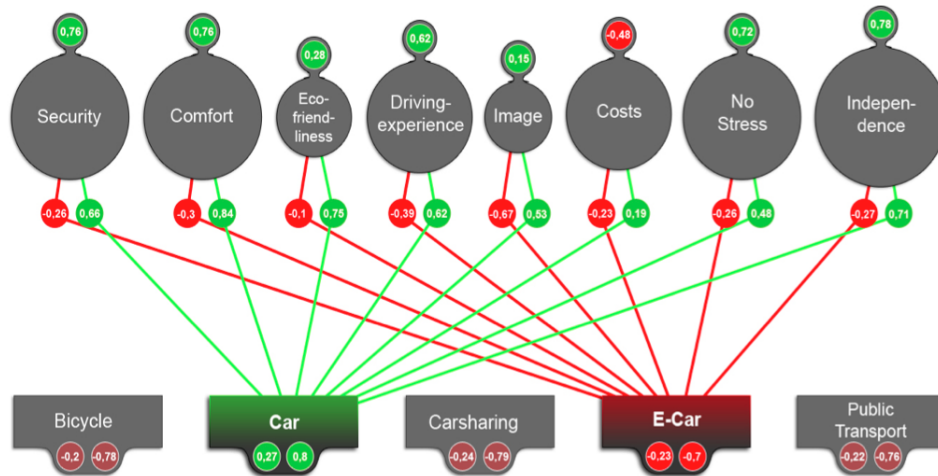 0,76
0,76
0,28
0,62
0,15
-0,48
0,72
0,78
Security
Comfort
Eco-
friend-
liness
Driving-
experience
Image
Costs
No
Stress
Indepen-
dence
-0,26 0,66
-0,3 0,84
-0,1 0,75
-0,39 0,62
-0,67 0,53
-0,23 0,19
-0,26 0,48
-0,27 0,71
Bicycle
-0,2 -0,78
Car
0,27 0,8
Carsharing
-0,24 -0,79
E-Car
-0.23 -0,7
Public
Transport
-0,22 -0,76